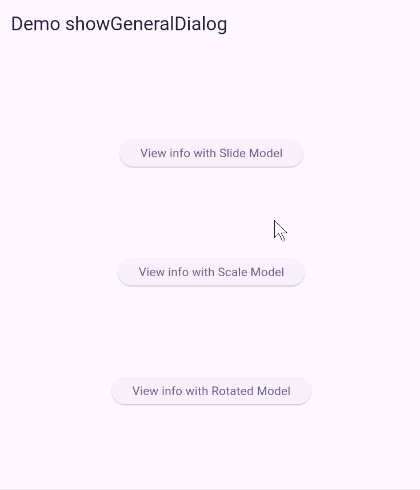 Demo showGeneralDialog
View info with Slide Model
View info with Scale Model
View info with Rotated Model